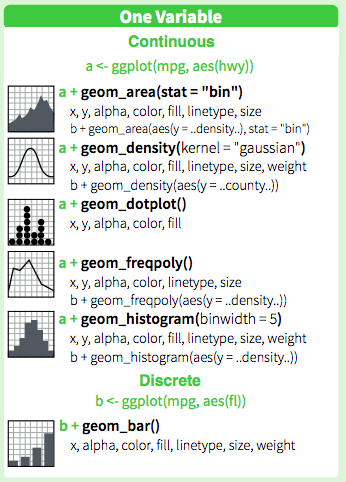 One Variable
Continuous
a <- ggplot(mpg, aes(hwy))
a + geom_area(stat = "bin")
x, y, alpha, color, fill, linetype, size
b + geom_area(aes(y = ..density..), stat = "bin")
a + geom_density(kernel = "gaussian")
x, y, alpha, color, fill, linetype, size, weight
b + geom_density(aes(y = ..county..))
a + geom_dotplot()
x, y, alpha, color, fill
a + geom_freqpoly()
x, y, alpha, color, linetype, size
b + geom_freqpoly(aes(y = ..density..))
a + geom_histogram(binwidth = 5)
x, y, alpha, color, fill, linetype, size, weight
b + geom_histogram(aes(y = ..density..))
Discrete
b <- ggplot(mpg, aes(fl))
b + geom_bar()
x, alpha, color, fill, linetype, size, weight